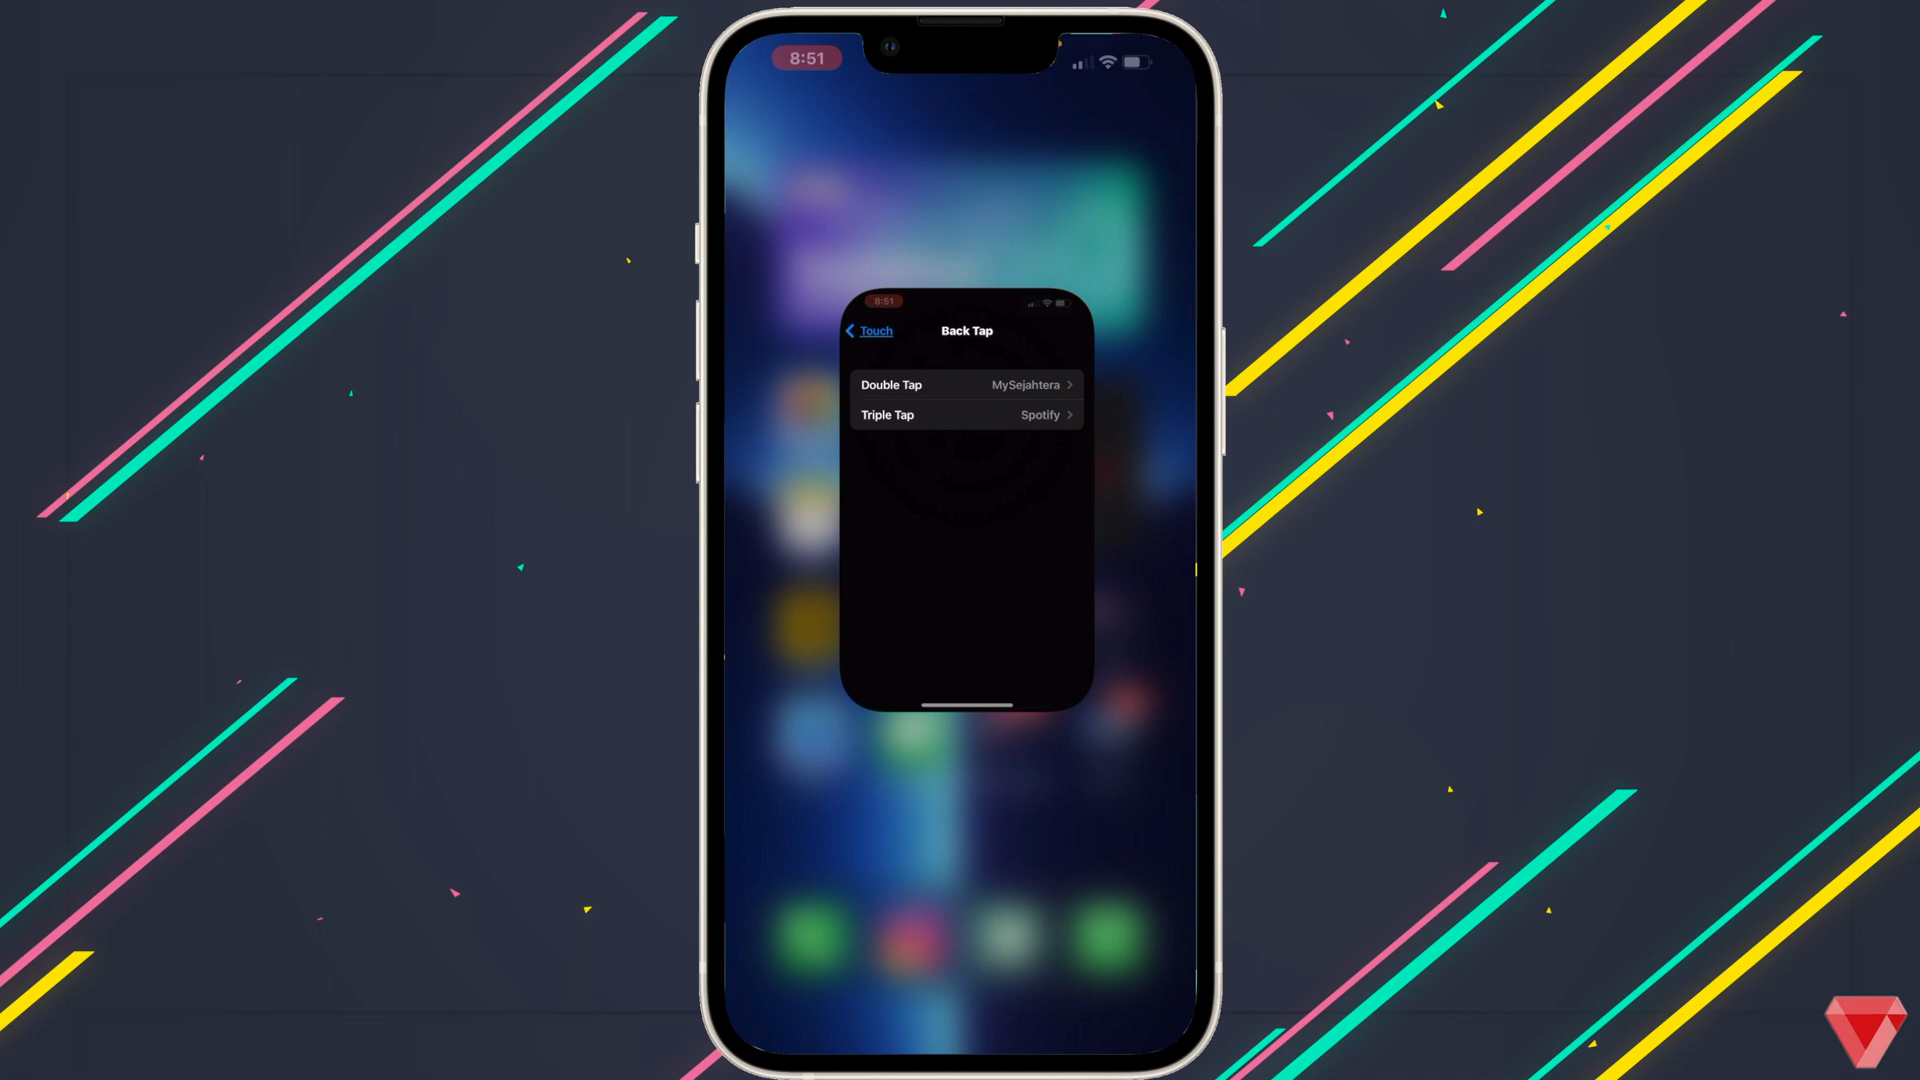 8:51
8:51
Touch
Back Tap
Double Tap MySejahtera
Triple Tap Spotify